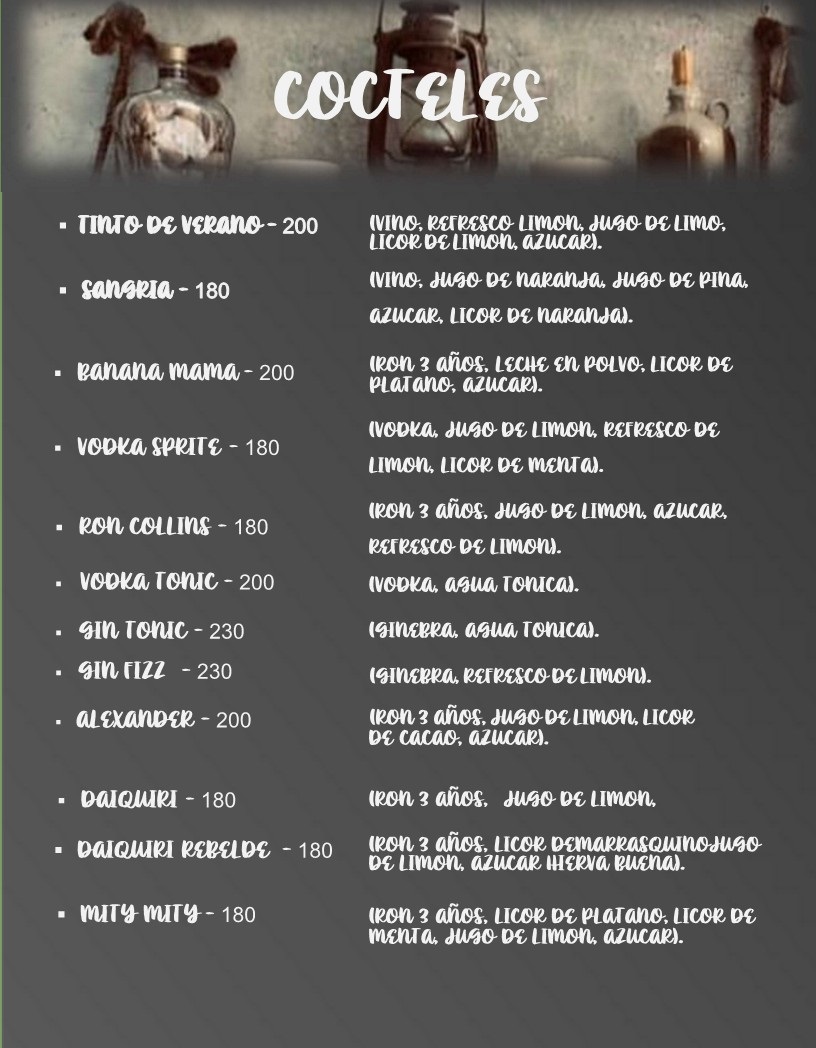 COCTELES
▪ TINTO DE VERANO - 200
(VINO, REFRESCO LIMON, JUGO DE LIMO,
LICOR DE LIMON, AZUCAR).
▪ SANGRIA - 180
(VINO, JUGO DE NARANJA, JUGO DE PINA,
AZUCAR, LICOR DE NARANJA).
▪ BANANA MAMA - 200
(RON 3 AÑOS, LECHE EN POLVO, LICOR DE
PLATANO, AZUCAR).
▪ VODKA SPRITE - 180
(VODKA, JUGO DE LIMON, REFRESCO DE
LIMON, LICOR DE MENTA).
▪ RON COLLINS - 180
(RON 3 AÑOS, JUGO DE LIMON, AZUCAR,
REFRESCO DE LIMON).
▪ VODKA TONIC - 200
(VODKA, AGUA TONICA).
▪ GIN TONIC - 230
(GINEBRA, AGUA TONICA).
▪ GIN FIZZ - 230
(GINEBRA, REFRESCO DE LIMON).
▪ ALEXANDER - 200
(RON 3 AÑOS, JUGO DE LIMON, LICOR
DE CACAO, AZUCAR).
▪ DAIQUIRI - 180
(RON 3 AÑOS, JUGO DE LIMON,
▪ DAIQUIRI REBELDE - 180
(RON 3 AÑOS, LICOR DEMARRASQUINOJUGO
DE LIMON, AZUCAR HIERVA BUENA).
▪ MITY MITY - 180
(RON 3 AÑOS, LICOR DE PLATANO, LICOR DE
MENTA, JUGO DE LIMON, AZUCAR).